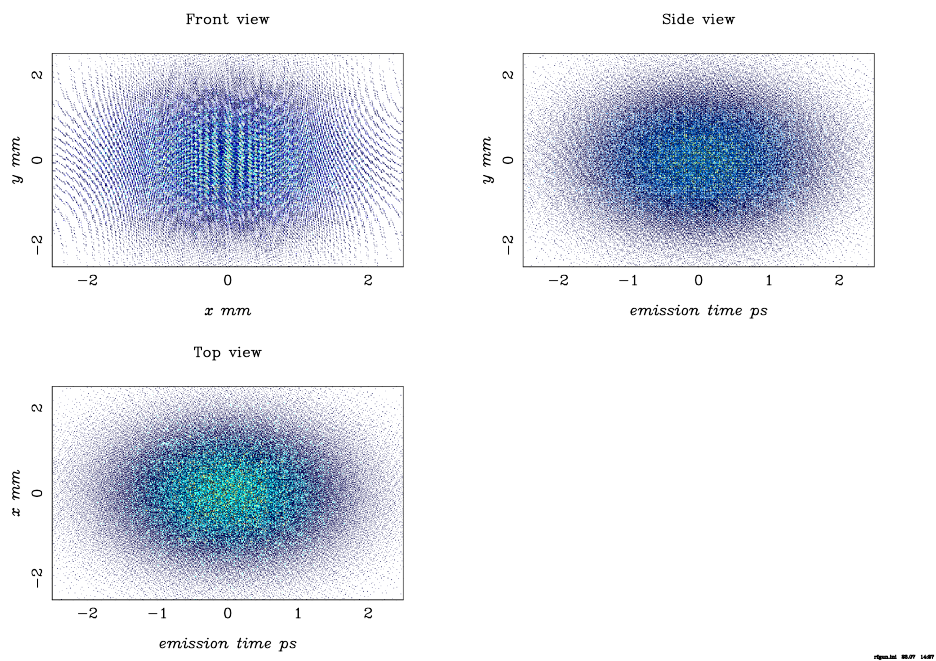 Front view
2
0
−2
y mm
−2 0 2
x mm
Side view
2
0
−2
y mm
−2 −1 0 1 2
emission time ps
Top view
2
0
−2
x mm
−2 −1 0 1 2
emission time ps